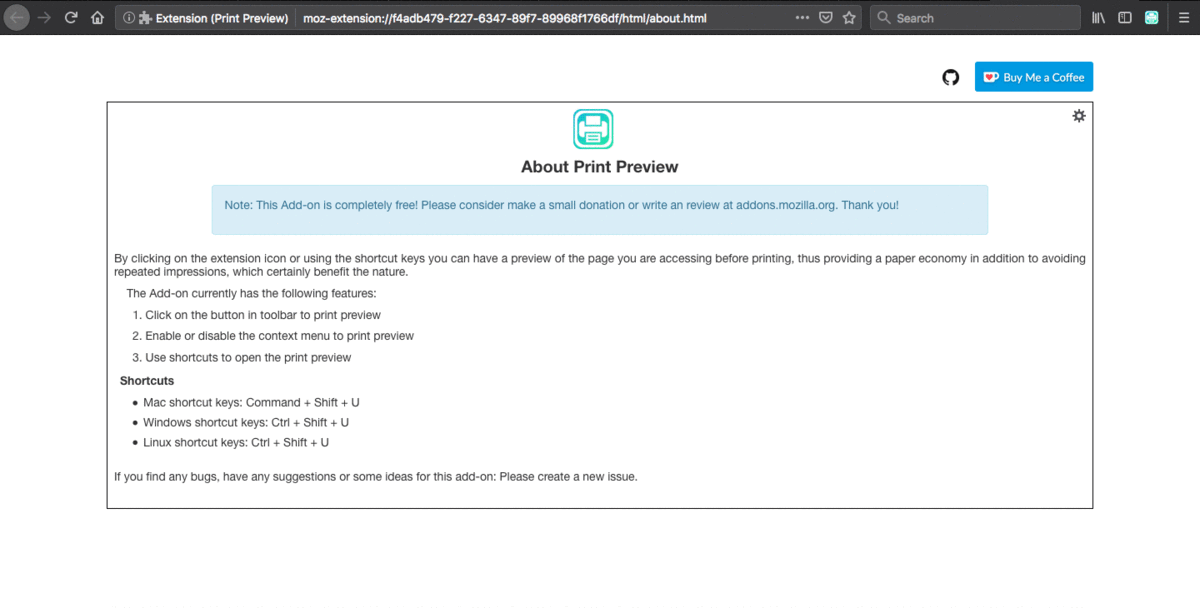 Extension (Print Preview) moz-extension://f4adb479-f227-6347-89f7-89968f1766df/html/about.html Search
Buy Me a Coffee
About Print Preview
Note: This Add-on is completely free! Please consider make a small donation or write an review at addons.mozilla.org. Thank you!
By clicking on the extension icon or using the shortcut keys you can have a preview of the page you are accessing before printing, thus providing a paper economy in addition to avoiding
repeated impressions, which certainly benefit the nature.
The Add-on currently has the following features:
1. Click on the button in toolbar to print preview
2. Enable or disable the context menu to print preview
3. Use shortcuts to open the print preview
Shortcuts
• Mac shortcut keys: Command + Shift + U
• Windows shortcut keys: Ctrl + Shift + U
• Linux shortcut keys: Ctrl + Shift + U
If you find any bugs, have any suggestions or some ideas for this add-on: Please create a new issue.